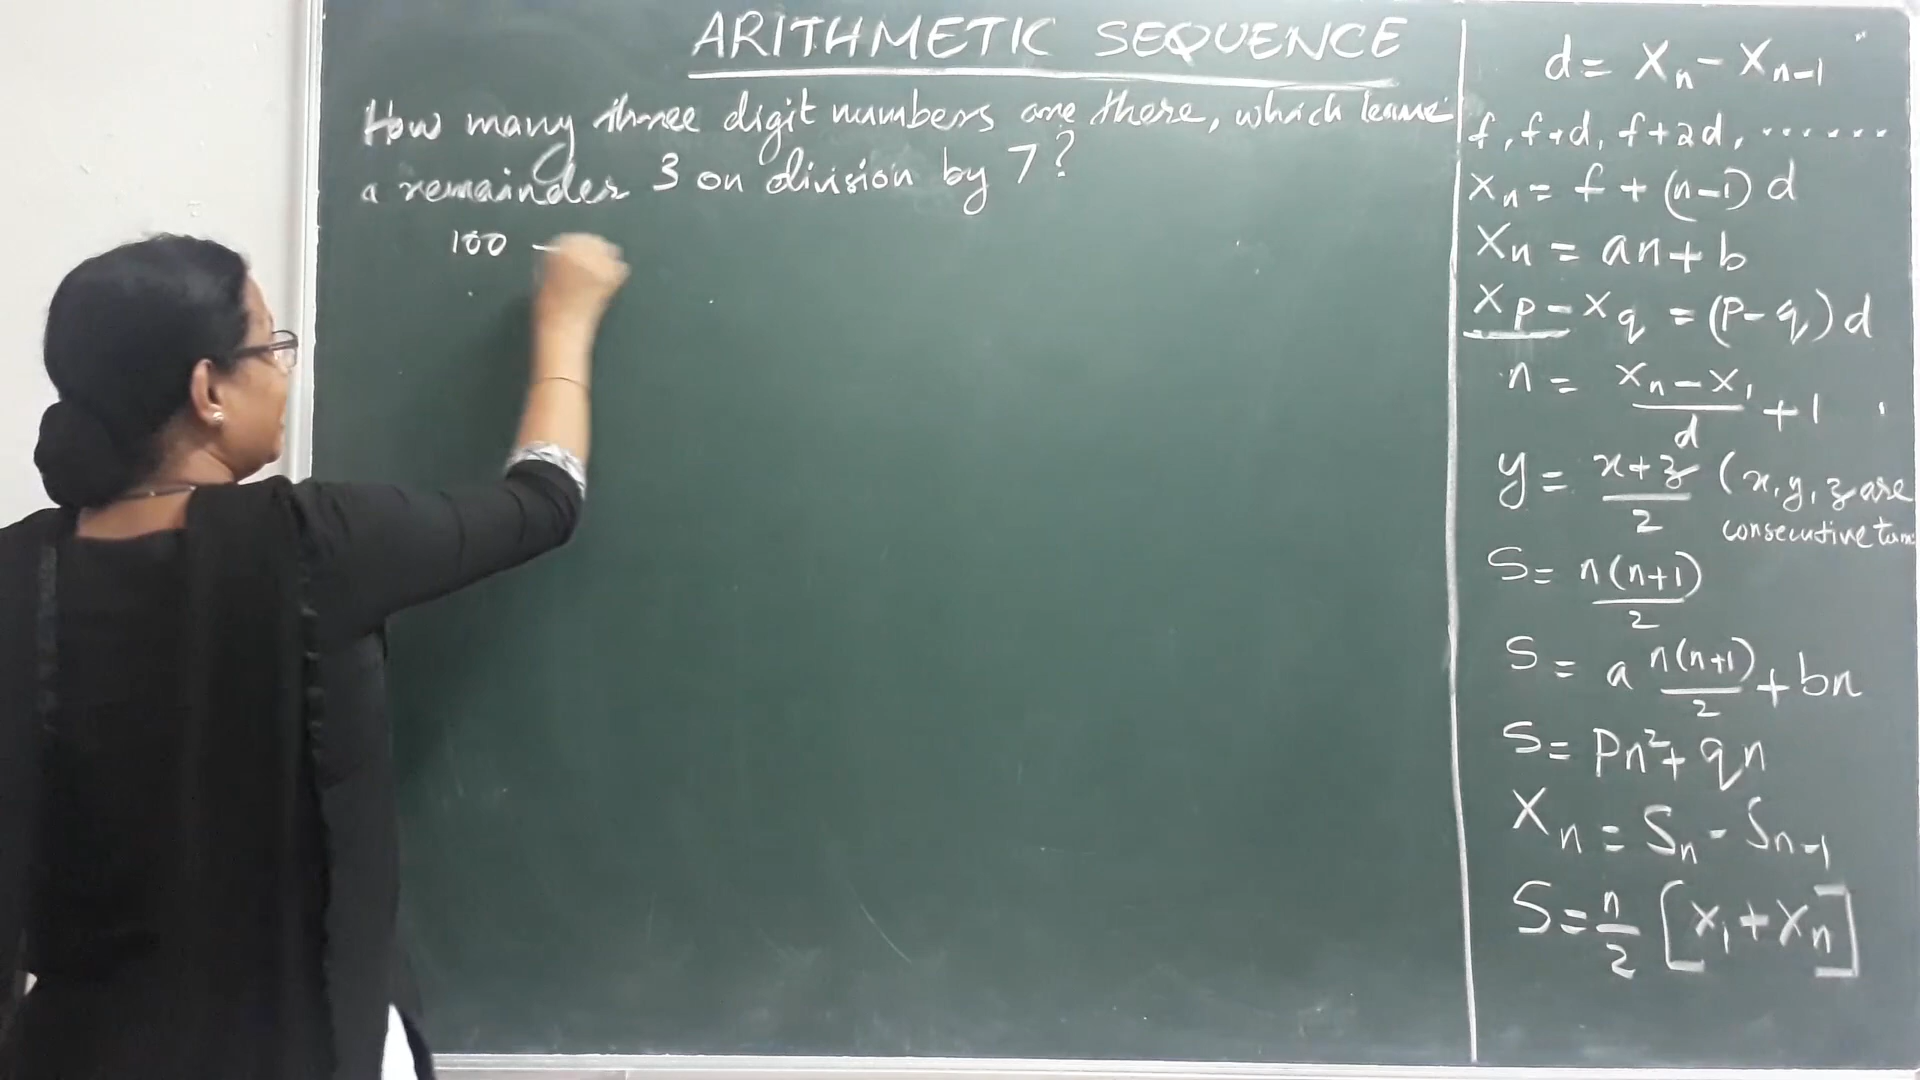 ARITHMETIC SEQUENCE
How many three digit numbers are there, which leave
a remainder 3 on division by 7?
100 -
d = Xn - Xn-1
f, f+d, f+2d, .......
Xn = f + (n-1) d
Xn = an + b
Xp - Xq = (p-q) d
n = (Xn - X1)/d + 1
y = (x+z)/2 (x, y, z are
consecutive term
S = n(n+1)/2
S = a n(n+1)/2 + bn
S = Pn² + qn
Xn = Sn - Sn-1
S = n/2 [X1 + Xn]